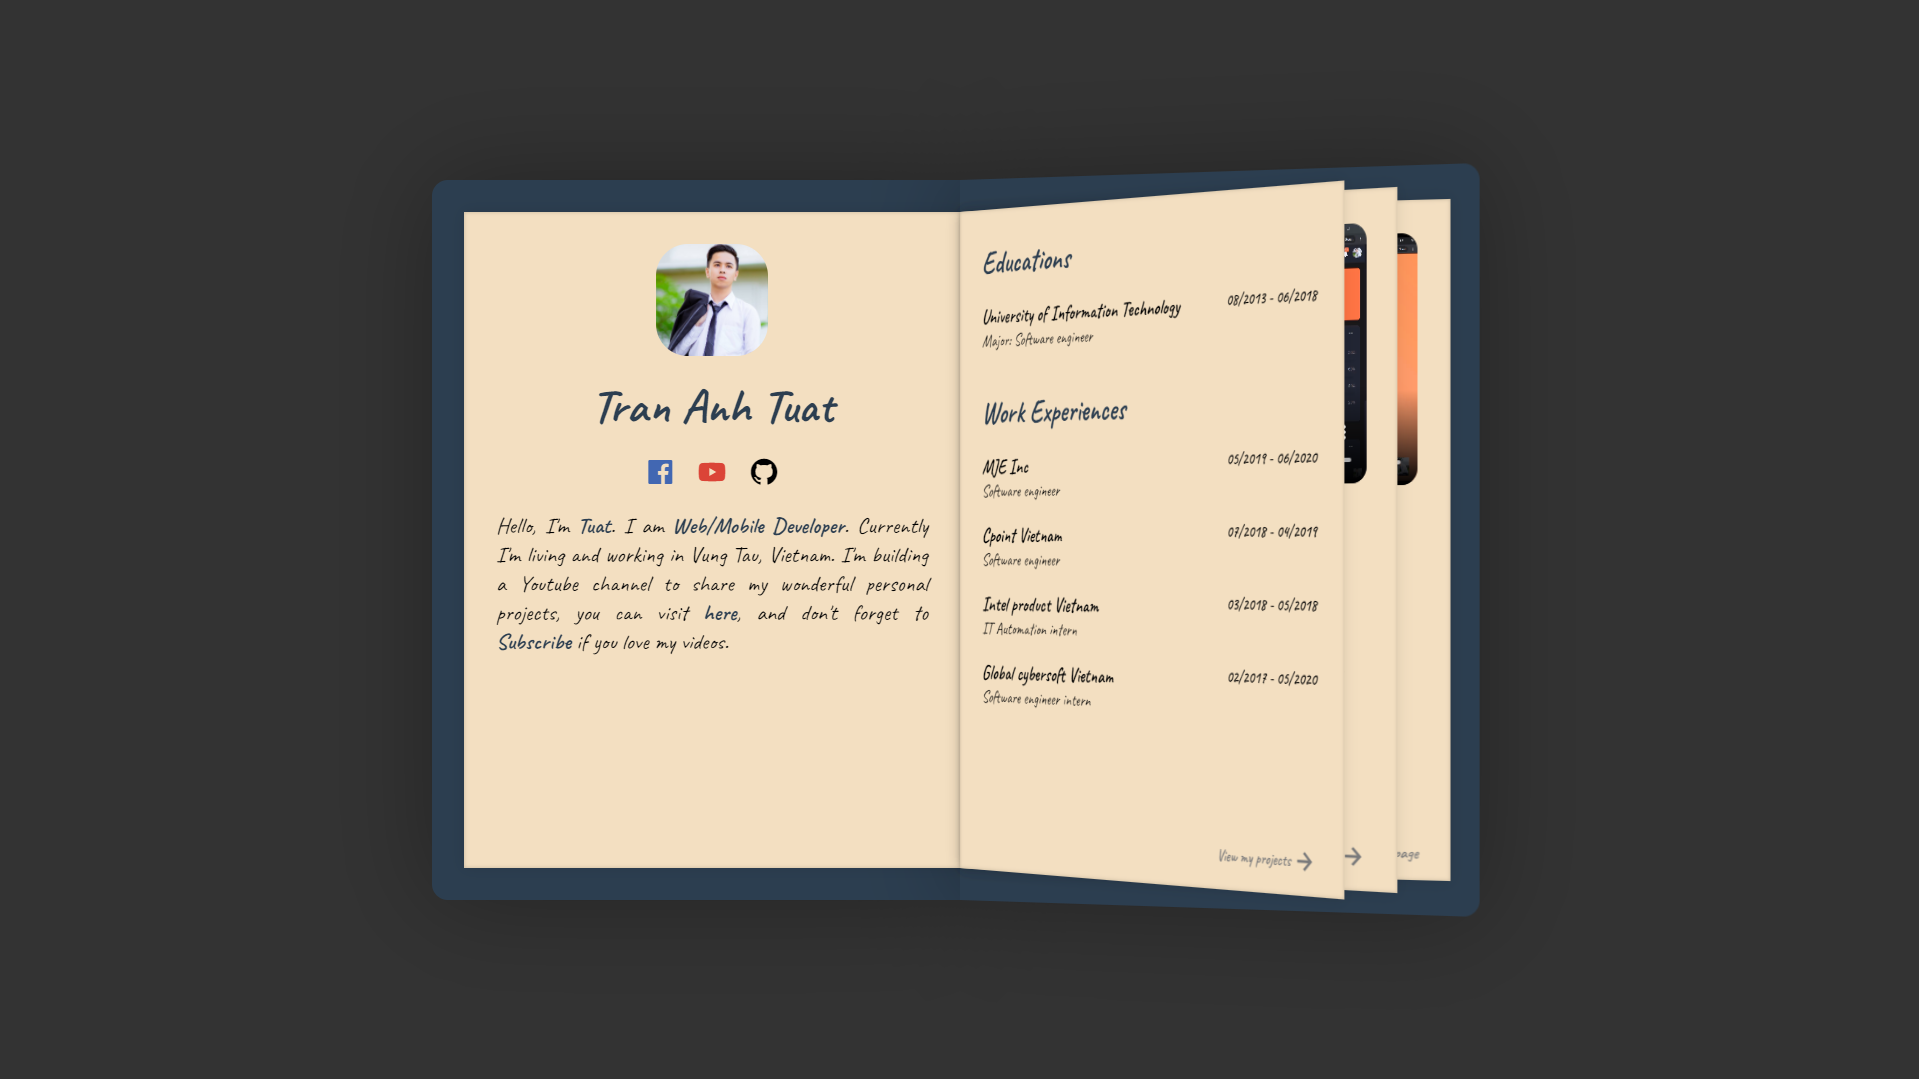 Tran Anh Tuat
Hello, I'm Tuat. I am Web/Mobile Developer. Currently
I'm living and working in Vung Tau, Vietnam. I'm building
a Youtube channel to share my wonderful personal
projects, you can visit here, and don't forget to
Subscribe if you love my videos.
Educations
University of Information Technology 08/2013 - 06/2018
Major: Software engineer
Work Experiences
MJE Inc 05/2019 - 06/2020
Software engineer
Cpoint Vietnam 07/2018 - 04/2019
Software engineer
Intel product Vietnam 03/2018 - 05/2018
IT Automation intern
Global cybersoft Vietnam 02/2017 - 05/2020
Software engineer intern
View my projects
page